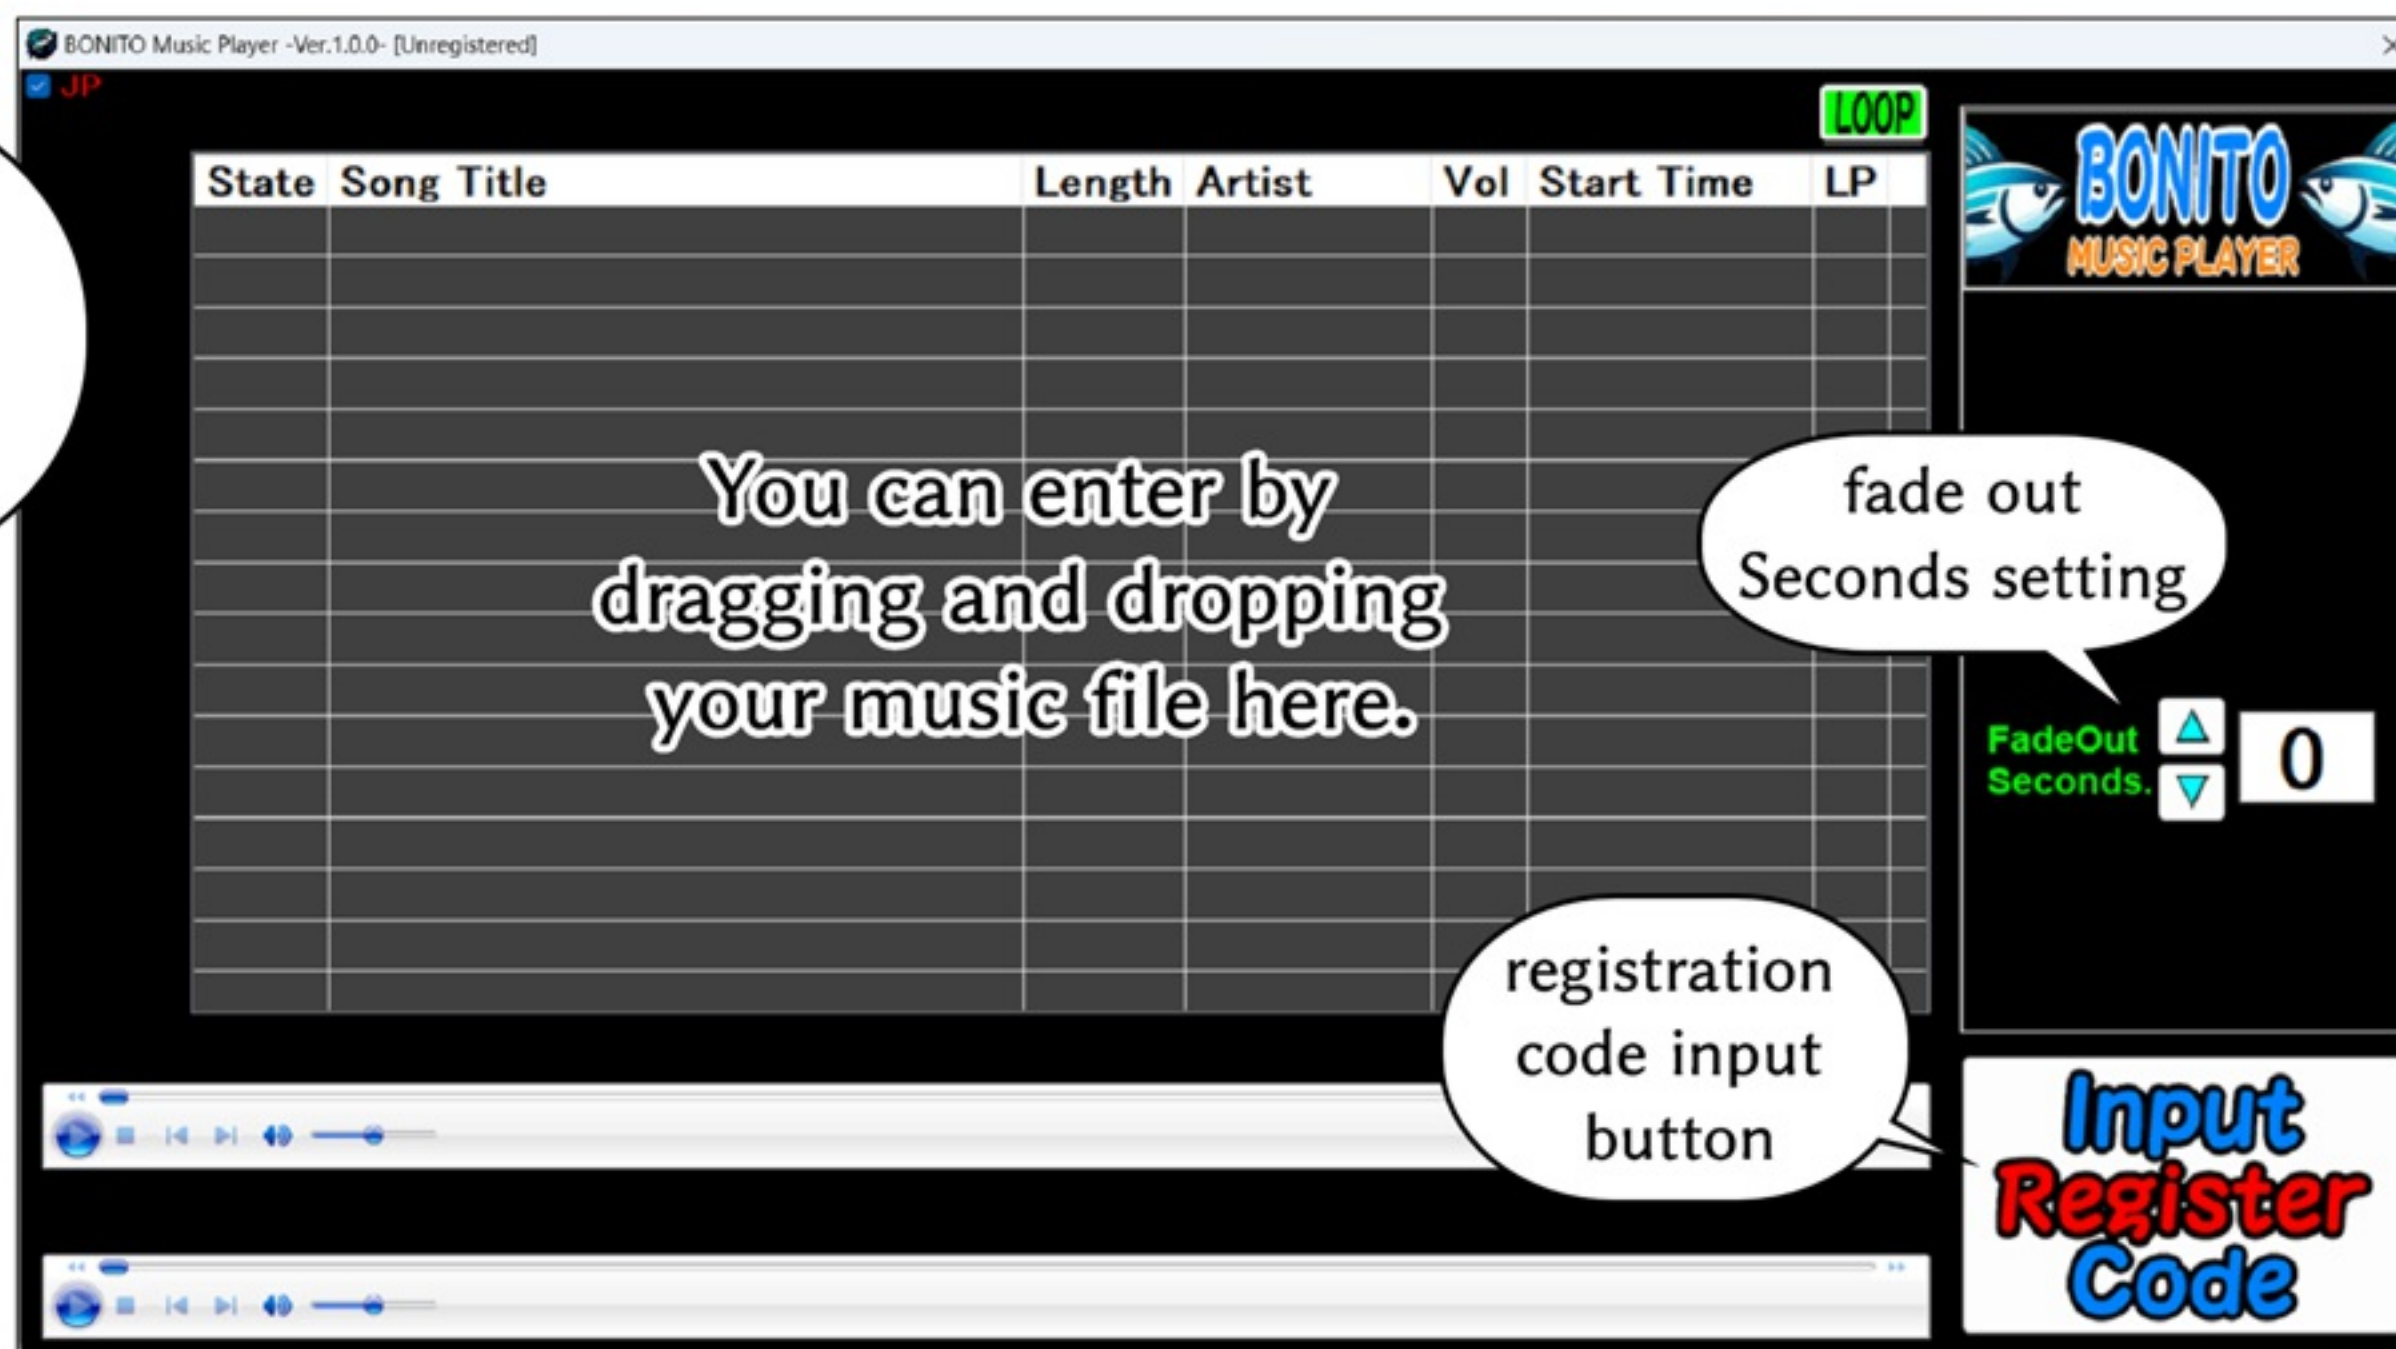 BONITO Music Player -Ver.1.0.0- [Unregistered]
JP
LOOP
State Song Title Length Artist Vol Start Time LP
BONITO
MUSIC PLAYER
You can enter by
dragging and dropping
your music file here.
fade out
Seconds setting
FadeOut
Seconds.
0
registration
code input
button
Input
Register
Code